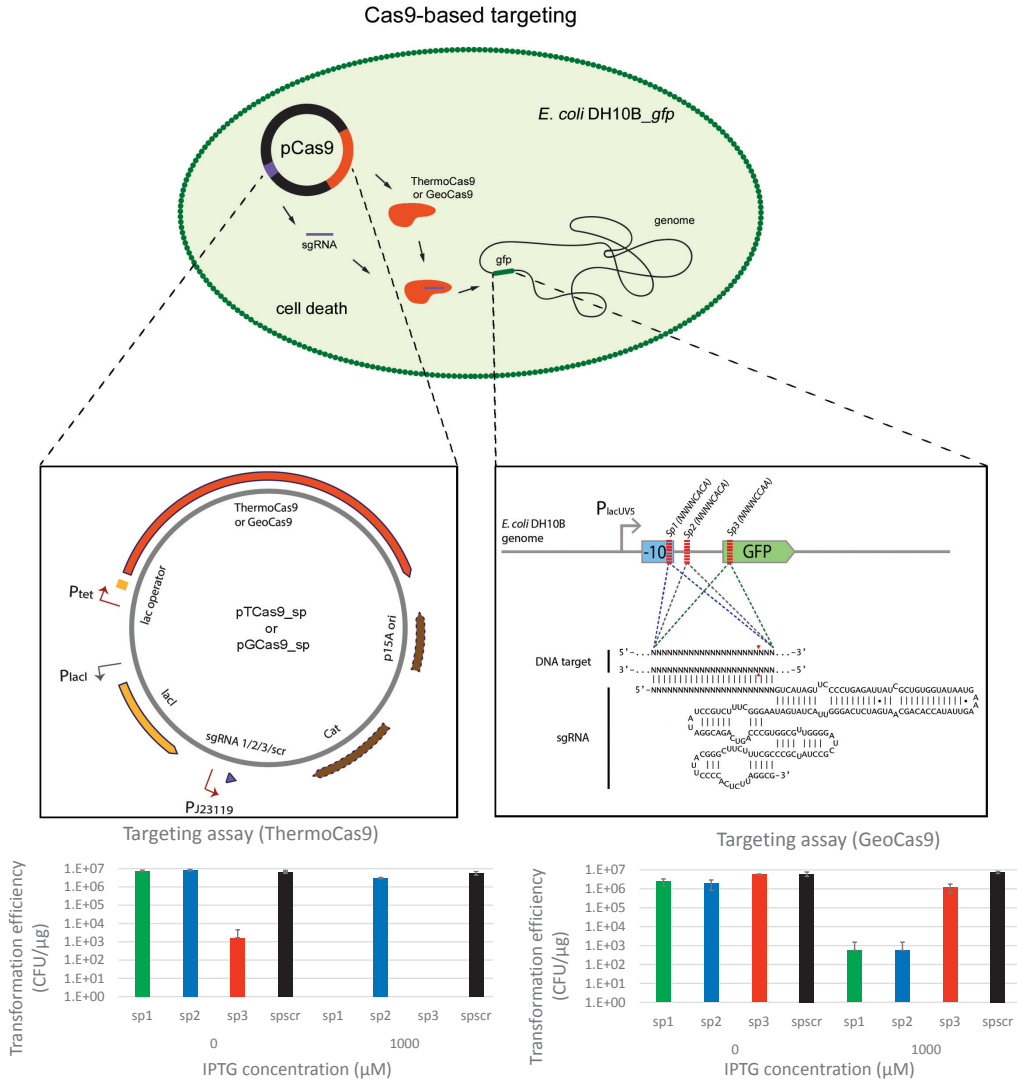 Cas9-based targeting
E. coli DH10B_gfp
pCas9
ThermoCas9
or GeoCas9
genome
sgRNA
gfp
cell death
ThermoCas9
or GeoCas9
Ptet
lac operator
pTCas9_sp
or
pGCas9_sp
p15A ori
PlacI
lacI
sgRNA 1/2/3/scr
Cat
PJ23119
E. coli DH10B
genome
PlacUV5
Sp1 (NNNNCACA)
Sp2 (NNNNCACA)
Sp3 (NNNNCCAA)
-10
GFP
DNA target
5'-...NNNNNNNNNNNNNNNNNNNNNNN...-3'
3'-...NNNNNNNNNNNNNNNNNNNNNNN...-5'
sgRNA
Targeting assay (ThermoCas9)
Transformation efficiency
(CFU/µg)
1.E+07
1.E+06
1.E+05
1.E+04
1.E+03
1.E+02
1.E+01
1.E+00
sp1 sp2 sp3 spscr sp1 sp2 sp3 spscr
0 1000
IPTG concentration (µM)
Targeting assay (GeoCas9)
Transformation efficiency
(CFU/µg)
1.E+07
1.E+06
1.E+05
1.E+04
1.E+03
1.E+02
1.E+01
1.E+00
sp1 sp2 sp3 spscr sp1 sp2 sp3 spscr
0 1000
IPTG concentration (µM)